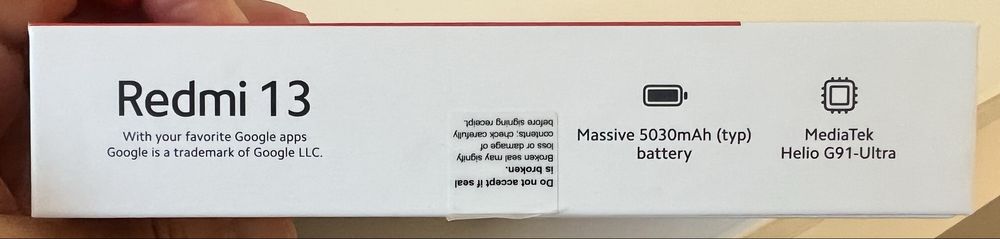 Redmi 13
With your favorite Google apps
Google is a trademark of Google LLC.
Do not accept if seal
is broken.
Broken seal may signify
loss or damage of
contents; check carefully
before signing receipt.
Massive 5030mAh (typ)
battery
MediaTek
Helio G91-Ultra